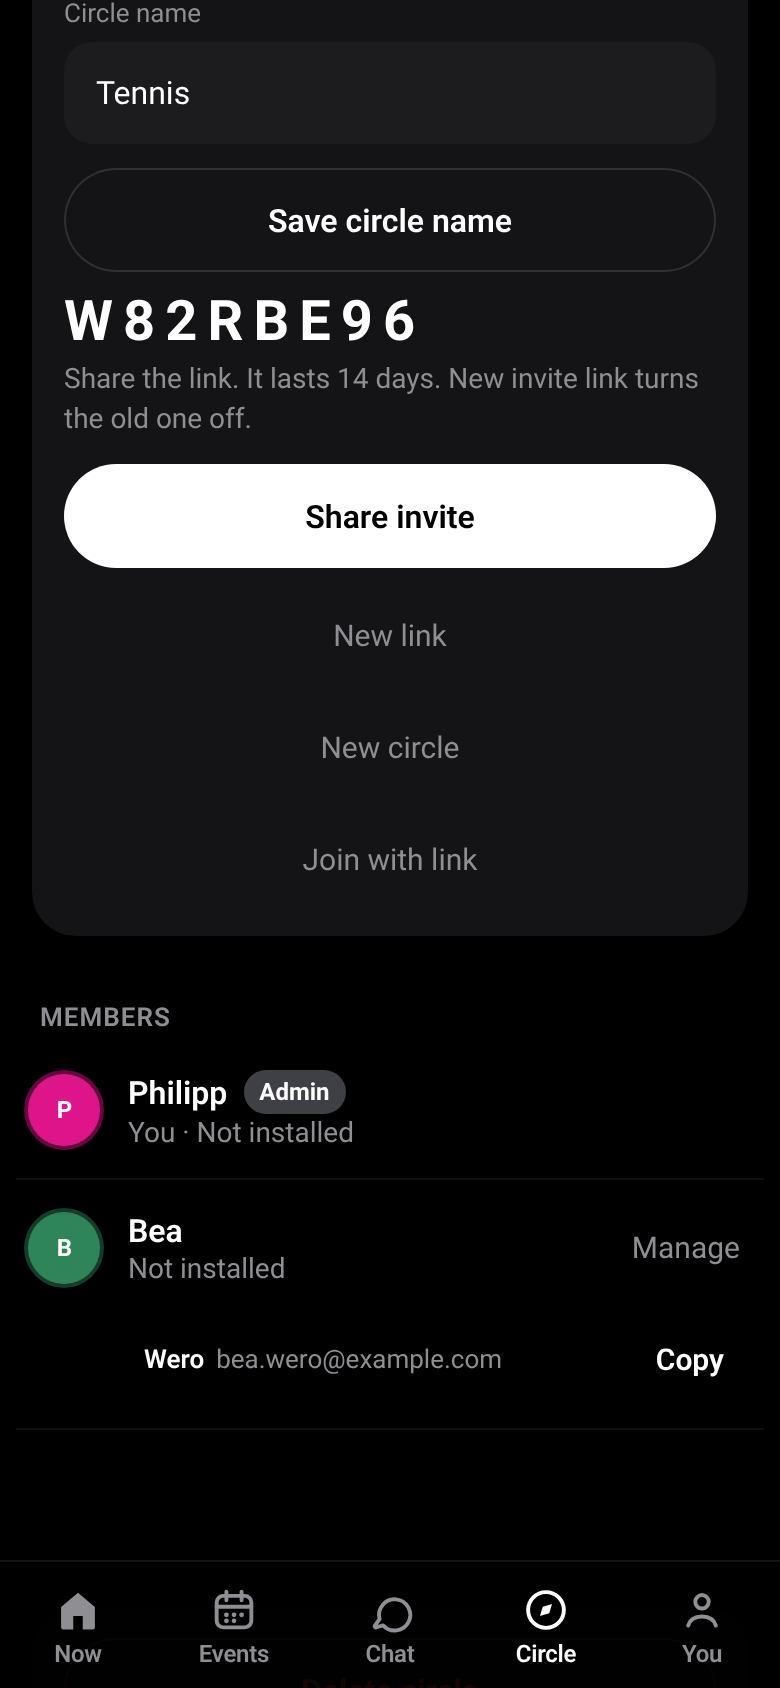 Circle name
Tennis
Save circle name
W82RBE96
Share the link. It lasts 14 days. New invite link turns
the old one off.
Share invite
New link
New circle
Join with link
MEMBERS
P
Philipp Admin
You · Not installed
B
Bea
Not installed
Manage
Wero bea.wero@example.com Copy
Now Events Chat Circle You
Delete circle